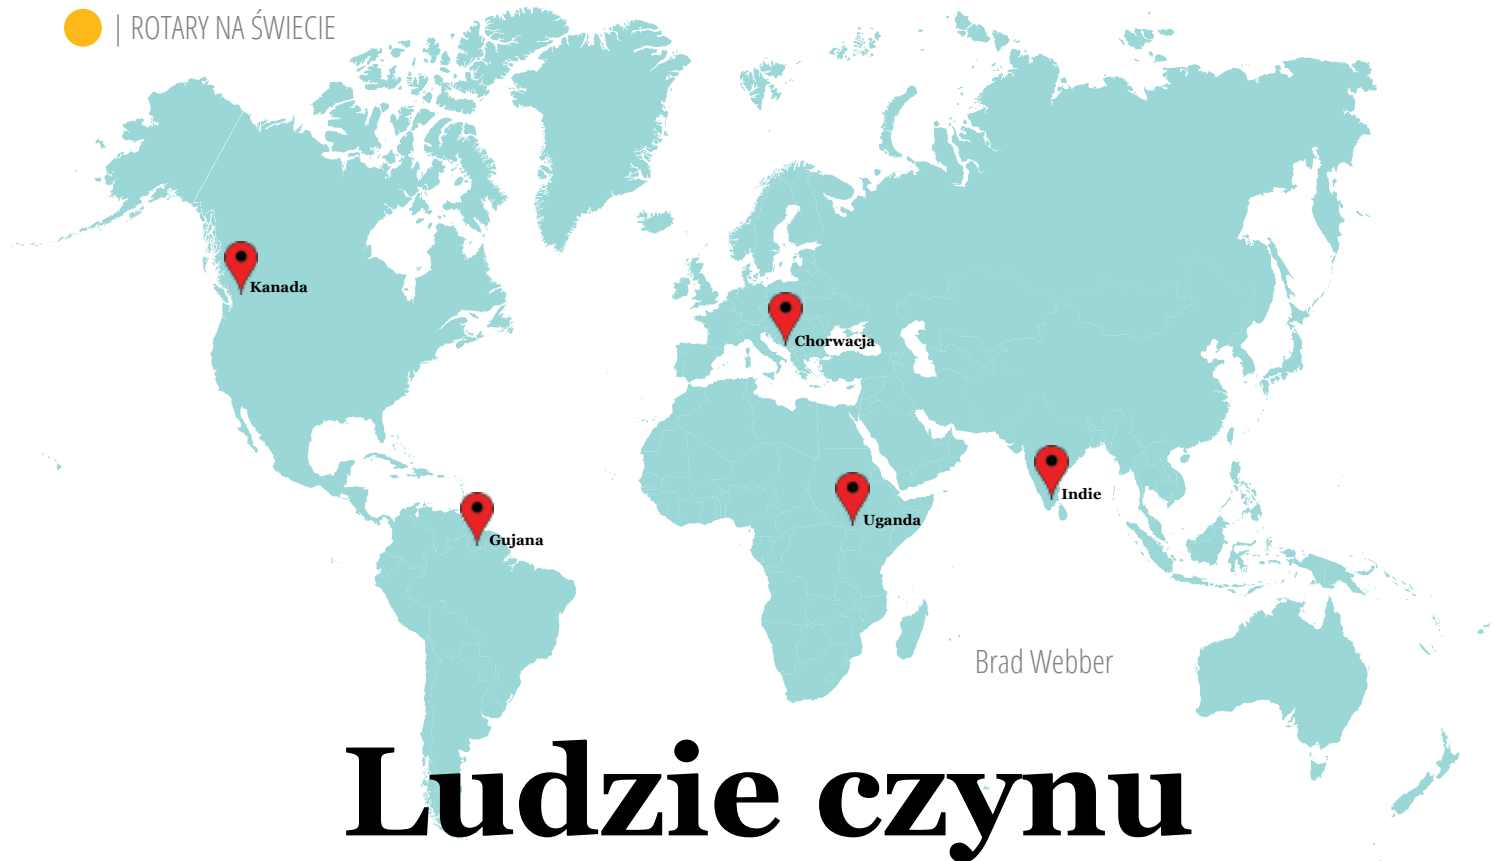 | ROTARY NA ŚWIECIE
Kanada
Chorwacja
Indie
Uganda
Gujana
Brad Webber
Ludzie czynu